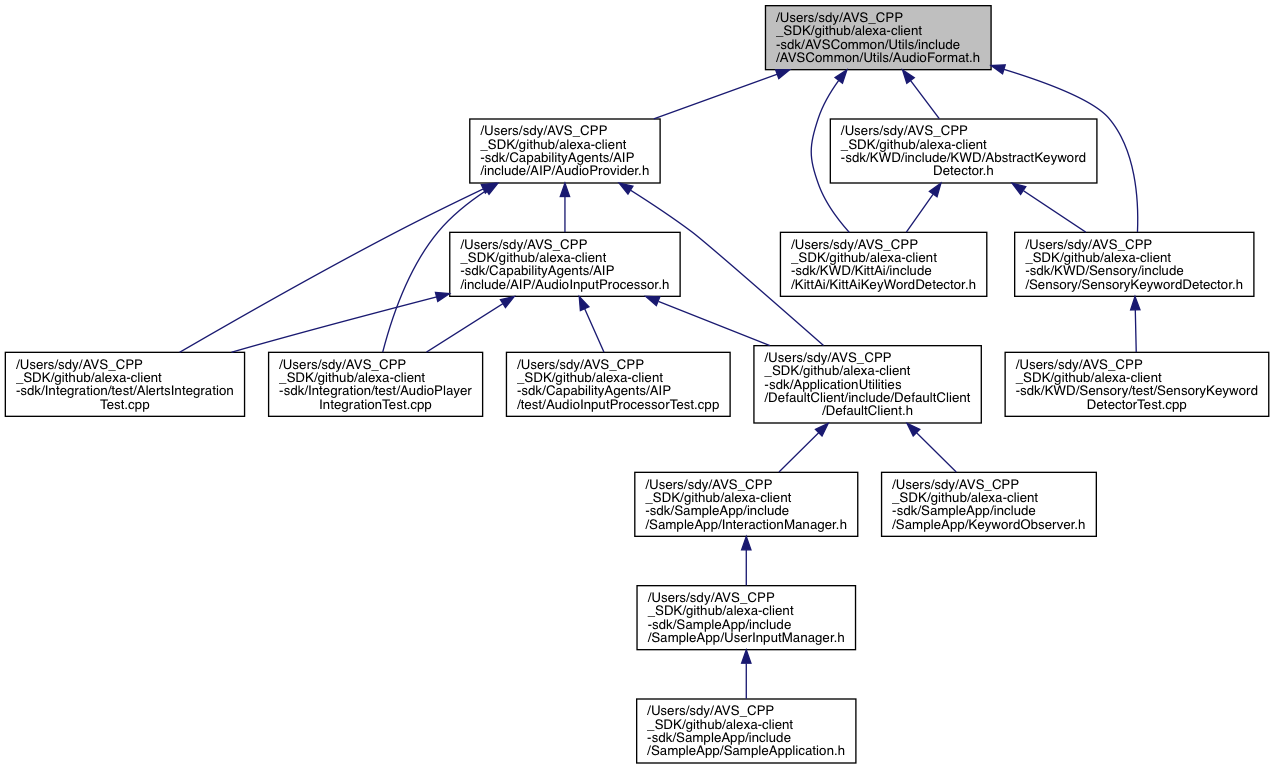 /Users/sdy/AVS_CPP
_SDK/github/alexa-client
-sdk/AVSCommon/Utils/include
/AVSCommon/Utils/AudioFormat.h
/Users/sdy/AVS_CPP
_SDK/github/alexa-client
-sdk/CapabilityAgents/AIP
/include/AIP/AudioProvider.h
/Users/sdy/AVS_CPP
_SDK/github/alexa-client
-sdk/KWD/include/KWD/AbstractKeyword
Detector.h
/Users/sdy/AVS_CPP
_SDK/github/alexa-client
-sdk/CapabilityAgents/AIP
/include/AIP/AudioInputProcessor.h
/Users/sdy/AVS_CPP
_SDK/github/alexa-client
-sdk/KWD/KittAi/include
/KittAi/KittAiKeyWordDetector.h
/Users/sdy/AVS_CPP
_SDK/github/alexa-client
-sdk/KWD/Sensory/include
/Sensory/SensoryKeywordDetector.h
/Users/sdy/AVS_CPP
_SDK/github/alexa-client
-sdk/Integration/test/AlertsIntegration
Test.cpp
/Users/sdy/AVS_CPP
_SDK/github/alexa-client
-sdk/Integration/test/AudioPlayer
IntegrationTest.cpp
/Users/sdy/AVS_CPP
_SDK/github/alexa-client
-sdk/CapabilityAgents/AIP
/test/AudioInputProcessorTest.cpp
/Users/sdy/AVS_CPP
_SDK/github/alexa-client
-sdk/ApplicationUtilities
/DefaultClient/include/DefaultClient
/DefaultClient.h
/Users/sdy/AVS_CPP
_SDK/github/alexa-client
-sdk/KWD/Sensory/test/SensoryKeyword
DetectorTest.cpp
/Users/sdy/AVS_CPP
_SDK/github/alexa-client
-sdk/SampleApp/include
/SampleApp/InteractionManager.h
/Users/sdy/AVS_CPP
_SDK/github/alexa-client
-sdk/SampleApp/include
/SampleApp/KeywordObserver.h
/Users/sdy/AVS_CPP
_SDK/github/alexa-client
-sdk/SampleApp/include
/SampleApp/UserInputManager.h
/Users/sdy/AVS_CPP
_SDK/github/alexa-client
-sdk/SampleApp/include
/SampleApp/SampleApplication.h